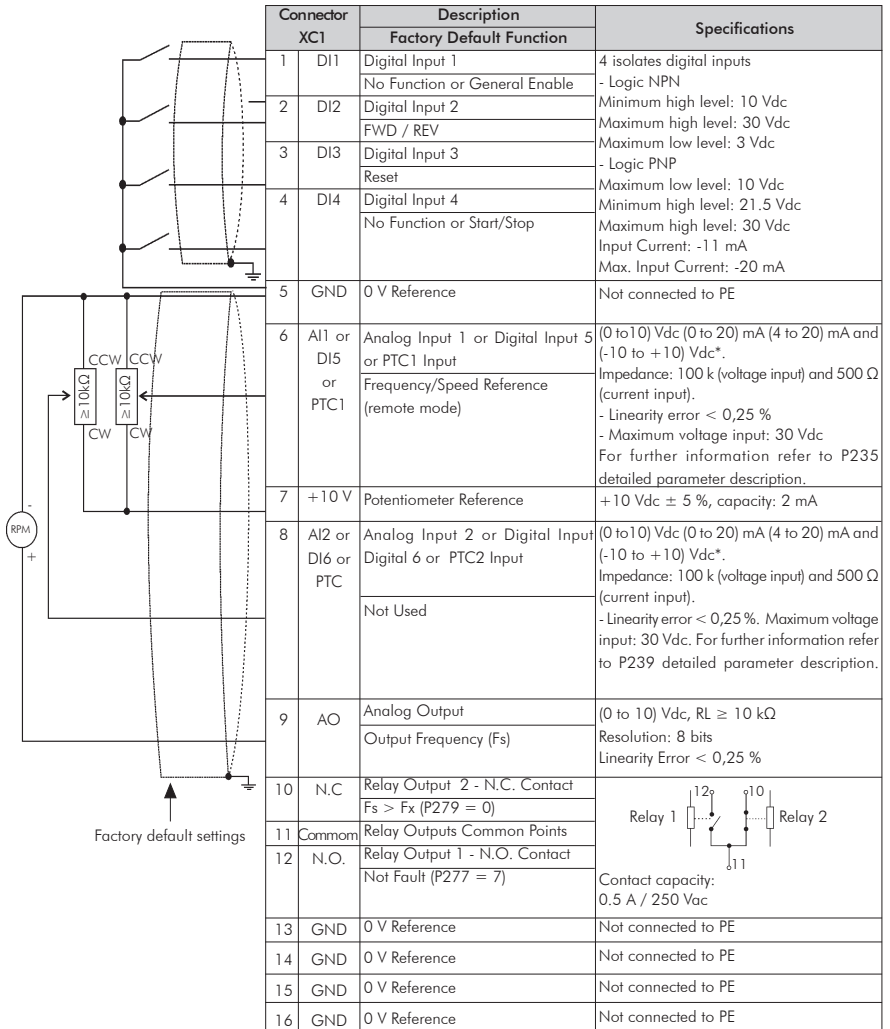 Connector
XC1
Description
Factory Default Function
Specifications
1 DI1 Digital Input 1
No Function or General Enable
2 DI2 Digital Input 2
FWD / REV
3 DI3 Digital Input 3
Reset
4 DI4 Digital Input 4
No Function or Start/Stop
4 isolates digital inputs
- Logic NPN
Minimum high level: 10 Vdc
Maximum high level: 30 Vdc
Maximum low level: 3 Vdc
- Logic PNP
Maximum low level: 10 Vdc
Minimum high level: 21.5 Vdc
Maximum high level: 30 Vdc
Input Current: -11 mA
Max. Input Current: -20 mA
5 GND 0 V Reference Not connected to PE
6 AI1 or
DI5
or
PTC1
Analog Input 1 or Digital Input 5
or PTC1 Input
Frequency/Speed Reference
(remote mode)
(0 to10) Vdc (0 to 20) mA (4 to 20) mA and
(-10 to +10) Vdc*.
Impedance: 100 k (voltage input) and 500 Ω
(current input).
- Linearity error < 0,25 %
- Maximum voltage input: 30 Vdc
For further information refer to P235
detailed parameter description.
CCW CCW
≥10kΩ ≥10kΩ
CW CW
7 +10 V Potentiometer Reference +10 Vdc ± 5 %, capacity: 2 mA
-
RPM
+
8 AI2 or
DI6 or
PTC
Analog Input 2 or Digital Input
Digital 6 or PTC2 Input
Not Used
(0 to10) Vdc (0 to 20) mA (4 to 20) mA and
(-10 to +10) Vdc*.
Impedance: 100 k (voltage input) and 500 Ω
(current input).
- Linearity error < 0,25 %. Maximum voltage
input: 30 Vdc. For further information refer
to P239 detailed parameter description.
9 AO Analog Output
Output Frequency (Fs)
(0 to 10) Vdc, RL ≥ 10 kΩ
Resolution: 8 bits
Linearity Error < 0,25 %
10 N.C Relay Output 2 - N.C. Contact
Fs > Fx (P279 = 0)
11 Commom Relay Outputs Common Points
12 N.O. Relay Output 1 - N.O. Contact
Not Fault (P277 = 7)
12 10
Relay 1 Relay 2
11
Contact capacity:
0.5 A / 250 Vac
Factory default settings
13 GND 0 V Reference Not connected to PE
14 GND 0 V Reference Not connected to PE
15 GND 0 V Reference Not connected to PE
16 GND 0 V Reference Not connected to PE